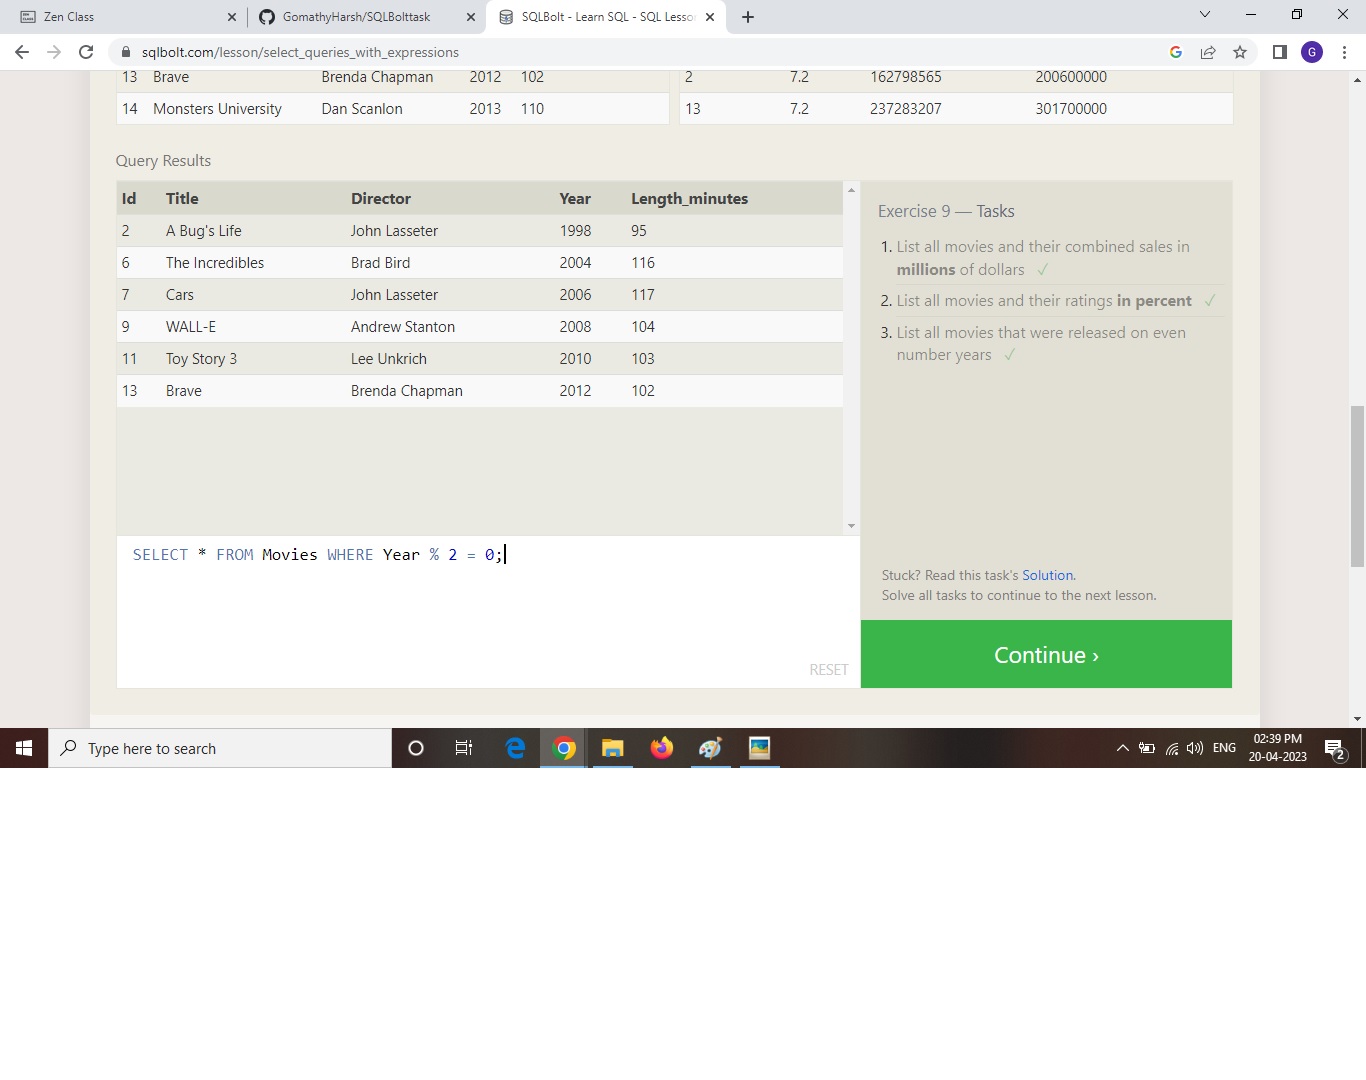 Zen Class
GomathyHarsh/SQLBolttask
SQLBolt - Learn SQL - SQL Lesso
sqlbolt.com/lesson/select_queries_with_expressions
G
13 Brave Brenda Chapman 2012 102
2 7.2 162798565 200600000
14 Monsters University Dan Scanlon 2013 110
13 7.2 237283207 301700000
Query Results
Id Title Director Year Length_minutes
2 A Bug's Life John Lasseter 1998 95
6 The Incredibles Brad Bird 2004 116
7 Cars John Lasseter 2006 117
9 WALL-E Andrew Stanton 2008 104
11 Toy Story 3 Lee Unkrich 2010 103
13 Brave Brenda Chapman 2012 102
SELECT * FROM Movies WHERE Year % 2 = 0;
RESET
Exercise 9 — Tasks
1. List all movies and their combined sales in
millions of dollars ✓
2. List all movies and their ratings in percent ✓
3. List all movies that were released on even
number years ✓
Stuck? Read this task's Solution.
Solve all tasks to continue to the next lesson.
Continue ›
Type here to search
ENG
02:39 PM
20-04-2023
2